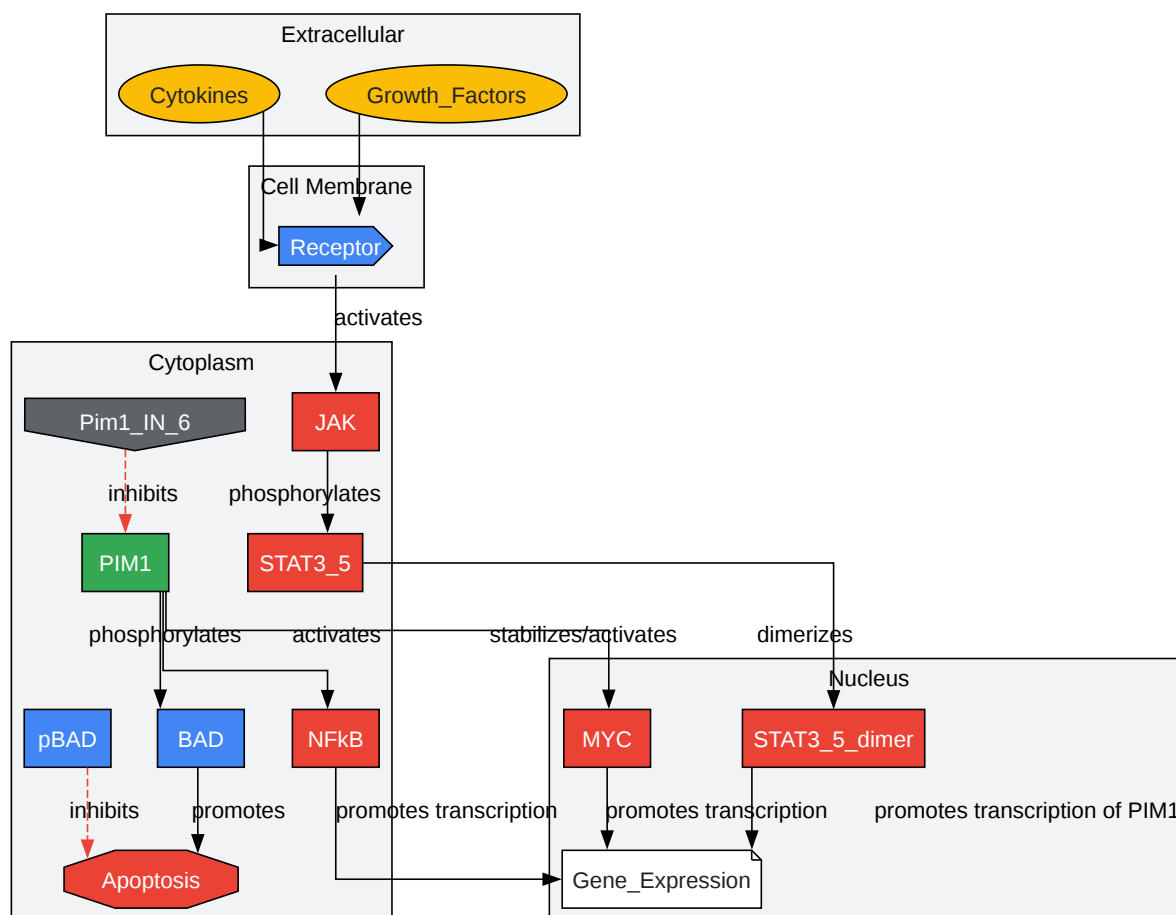 Extracellular
Cytokines
Growth_Factors
Cell Membrane
Receptor
activates
Cytoplasm
Pim1_IN_6
JAK
inhibits
phosphorylates
PIM1
STAT3_5
phosphorylates
activates
stabilizes/activates
dimerizes
Nucleus
pBAD
BAD
NFkB
MYC
STAT3_5_dimer
inhibits
promotes
promotes transcription
promotes transcription
promotes transcription of PIM1
Apoptosis
Gene_Expression